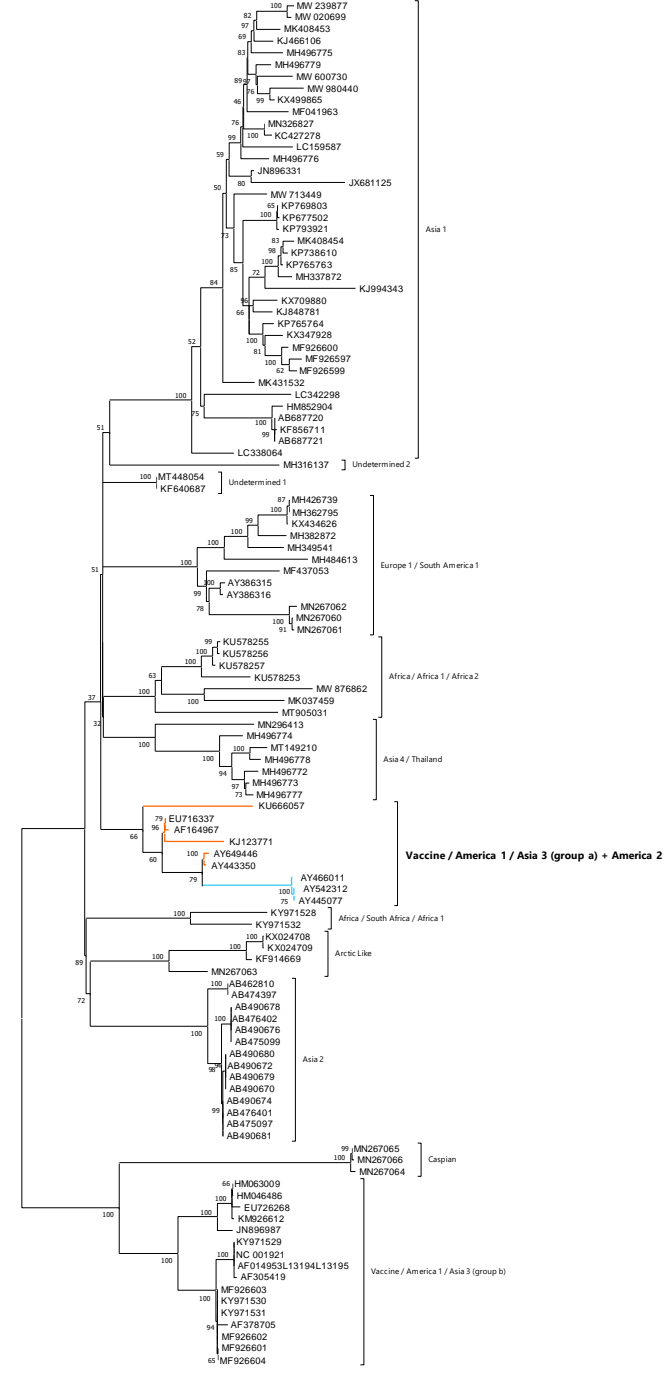 MW 239877
MW 020699
MK408453
KJ466106
MH496775
MH496779
MW 600730
MW 980440
KX499865
MF041963
MN326827
KC427278
LC159587
MH496776
JN896331
JX681125
MW 713449
KP769803
KP677502
KP793921
MK408454
KP738610
KP765763
MH337872
KJ994343
KX709880
KJ848781
KP765764
KX347928
MF926600
MF926597
MF926599
MK431532
LC342298
HM852904
AB687720
KF856711
AB687721
LC338064
Asia 1
MH316137
Undetermined 2
MT448054
KF640687
Undetermined 1
MH426739
MH362795
KX434626
MH382872
MH349541
MH484613
MF437053
AY386315
AY386316
MN267062
MN267060
MN267061
Europe 1 / South America 1
KU578255
KU578256
KU578257
KU578253
MW 876862
MK037459
MT905031
Africa / Africa 1 / Africa 2
MN296413
MH496774
MT149210
MH496778
MH496772
MH496773
MH496777
Asia 4 / Thailand
KU666057
EU716337
AF164967
KJ123771
AY649446
AY443350
AY466011
AY542312
AY445077
Vaccine / America 1 / Asia 3 (group a) + America 2
KY971528
KY971532
Africa / South Africa / Africa 1
KX024708
KX024709
KF914669
MN267063
Arctic Like
AB462810
AB474397
AB490678
AB476402
AB490676
AB475099
AB490680
AB490672
AB490679
AB490670
AB490674
AB476401
AB475097
AB490681
Asia 2
MN267065
MN267066
MN267064
Caspian
HM063009
HM046486
EU726268
KM926612
JN896987
KY971529
NC 001921
AF014953L13194L13195
AF305419
MF926603
KY971530
KY971531
AF378705
MF926602
MF926601
MF926604
Vaccine / America 1 / Asia 3 (group b)
100
82
97
69
83
89
76
99
46
76
100
99
59
80
50
65
100
73
83
98
100
72
85
66
100
81
100
62
84
52
100
75
100
99
51
100
87
100
99
100
100
100
99
78
100
91
51
99
100
100
63
100
100
37
100
100
100
94
97
73
66
79
96
60
100
79
100
75
100
89
100
100
100
72
100
100
100
99
99
100
66
100
100
100
100
100
100
94
65